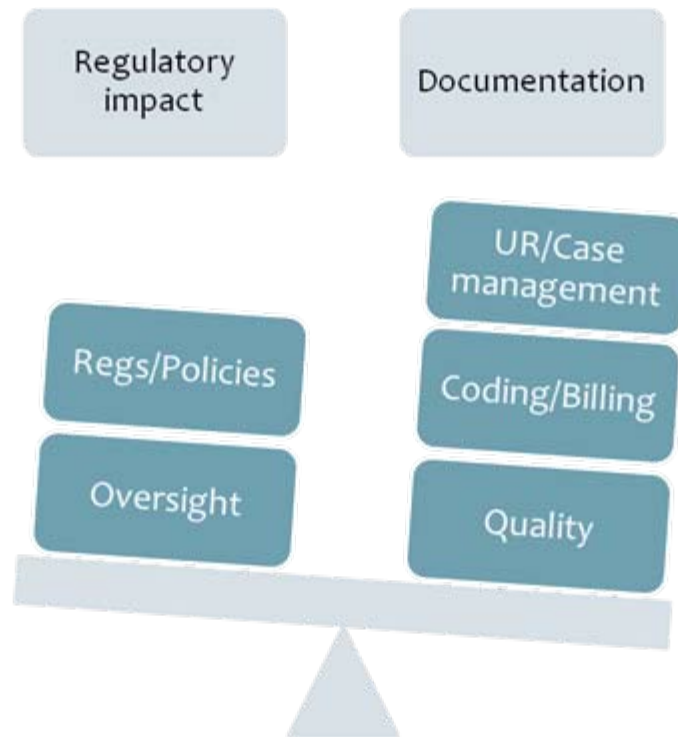 Regulatory
impact
Documentation
UR/Case
management
Regs/Policies
Coding/Billing
Oversight
Quality